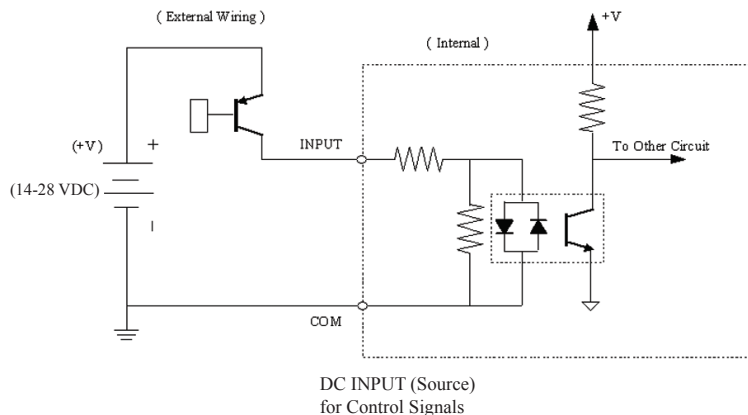 ( External Wiring )
+V
( Internal )
INPUT
To Other Circuit
(+V)
+
(14-28 VDC)
–
COM
DC INPUT (Source)
for Control Signals